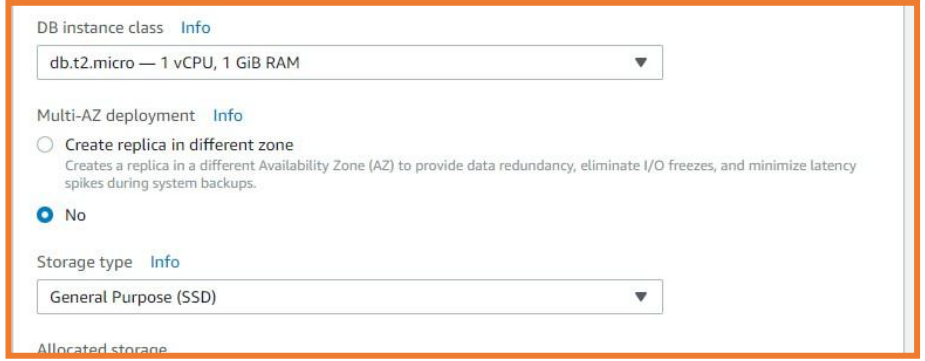 DB instance class Info
db.t2.micro — 1 vCPU, 1 GiB RAM
Multi-AZ deployment Info
Create replica in different zone
Creates a replica in a different Availability Zone (AZ) to provide data redundancy, eliminate I/O freezes, and minimize latency
spikes during system backups.
No
Storage type Info
General Purpose (SSD)
Allocated storage